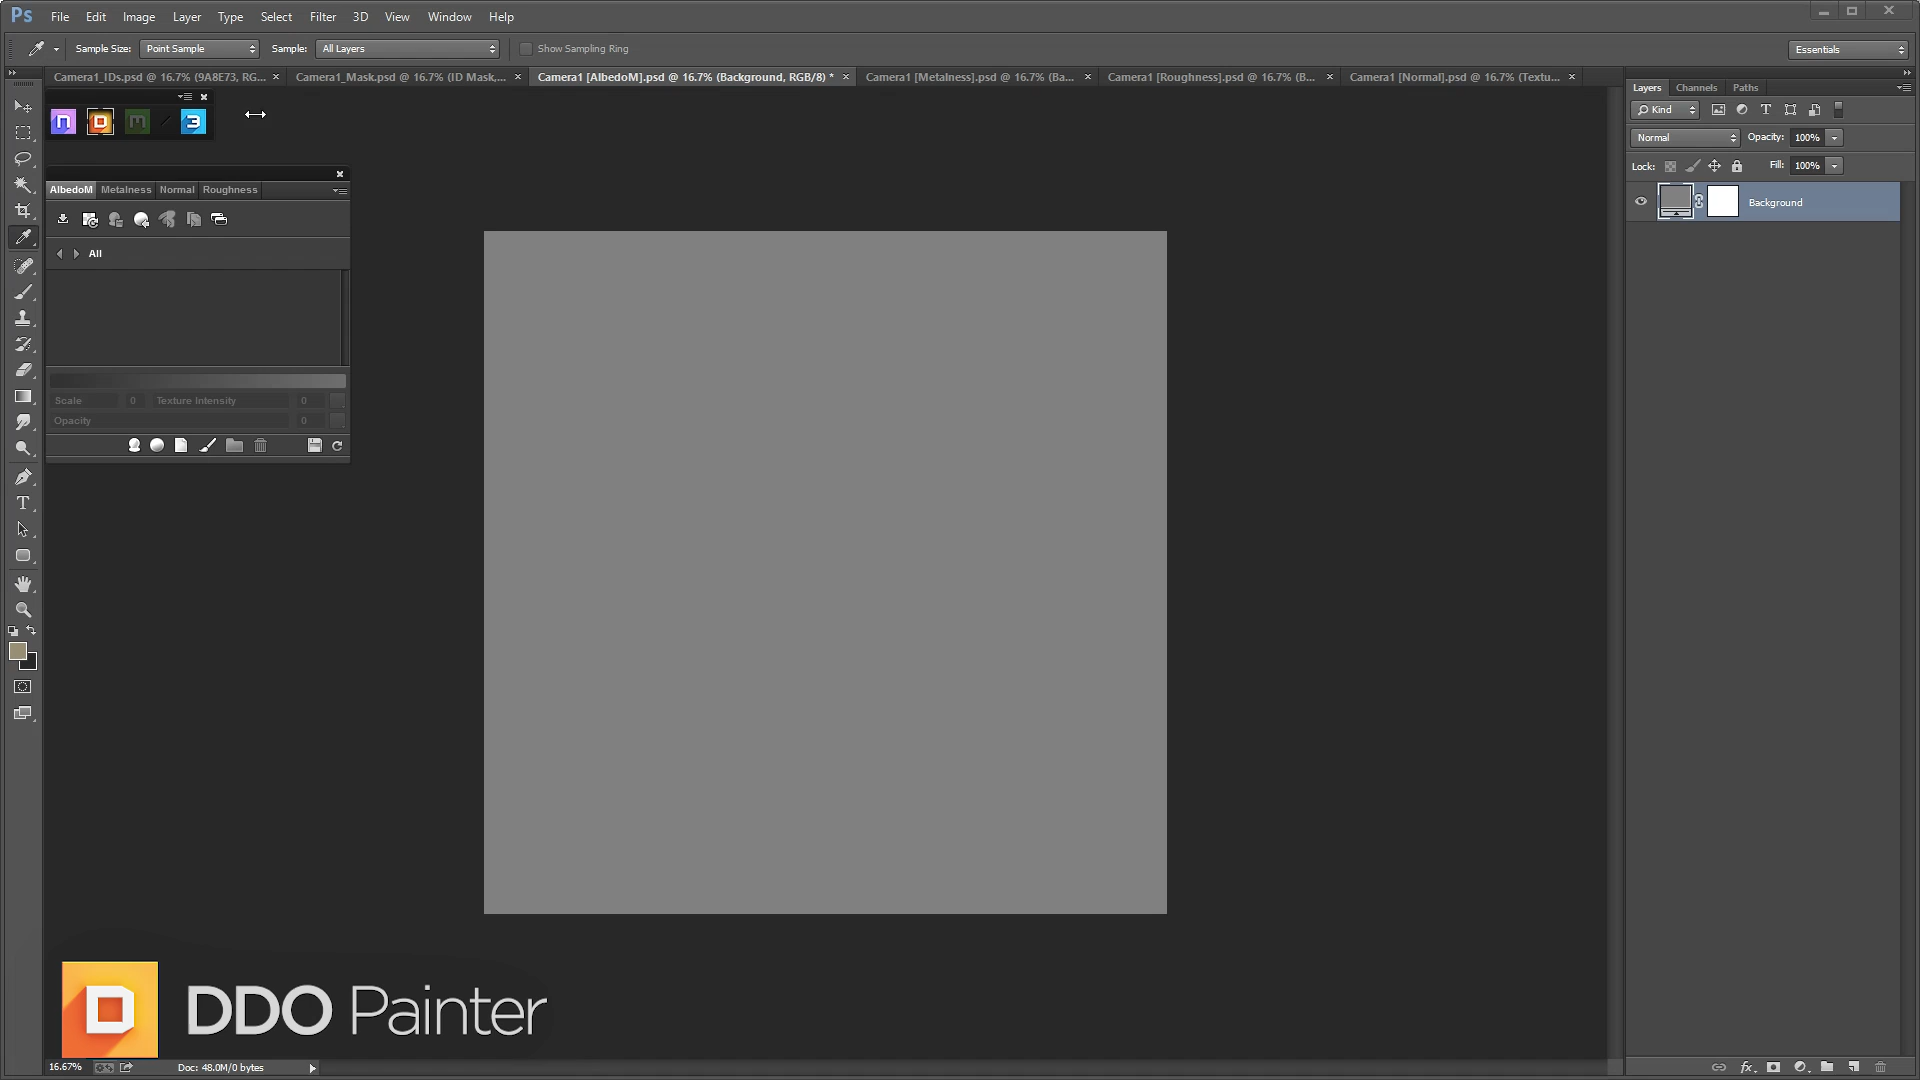 Ps File Edit Image Layer Type Select Filter 3D View Window Help
Sample Size: Point Sample Sample: All Layers Show Sampling Ring Essentials
Camera1_IDs.psd @ 16.7% (9A8E73, RG... Camera1_Mask.psd @ 16.7% (ID Mask,... Camera1 [AlbedoM].psd @ 16.7% (Background, RGB/8) * Camera1 [Metalness].psd @ 16.7% (Ba... Camera1 [Roughness].psd @ 16.7% (B... Camera1 [Normal].psd @ 16.7% (Textu...
Layers Channels Paths
Kind
Normal Opacity: 100%
Lock: Fill: 100%
Background
AlbedoM Metalness Normal Roughness
All
Scale 0 Texture Intensity 0
Opacity 0
DDO Painter
16.67% Doc: 48.0M/0 bytes